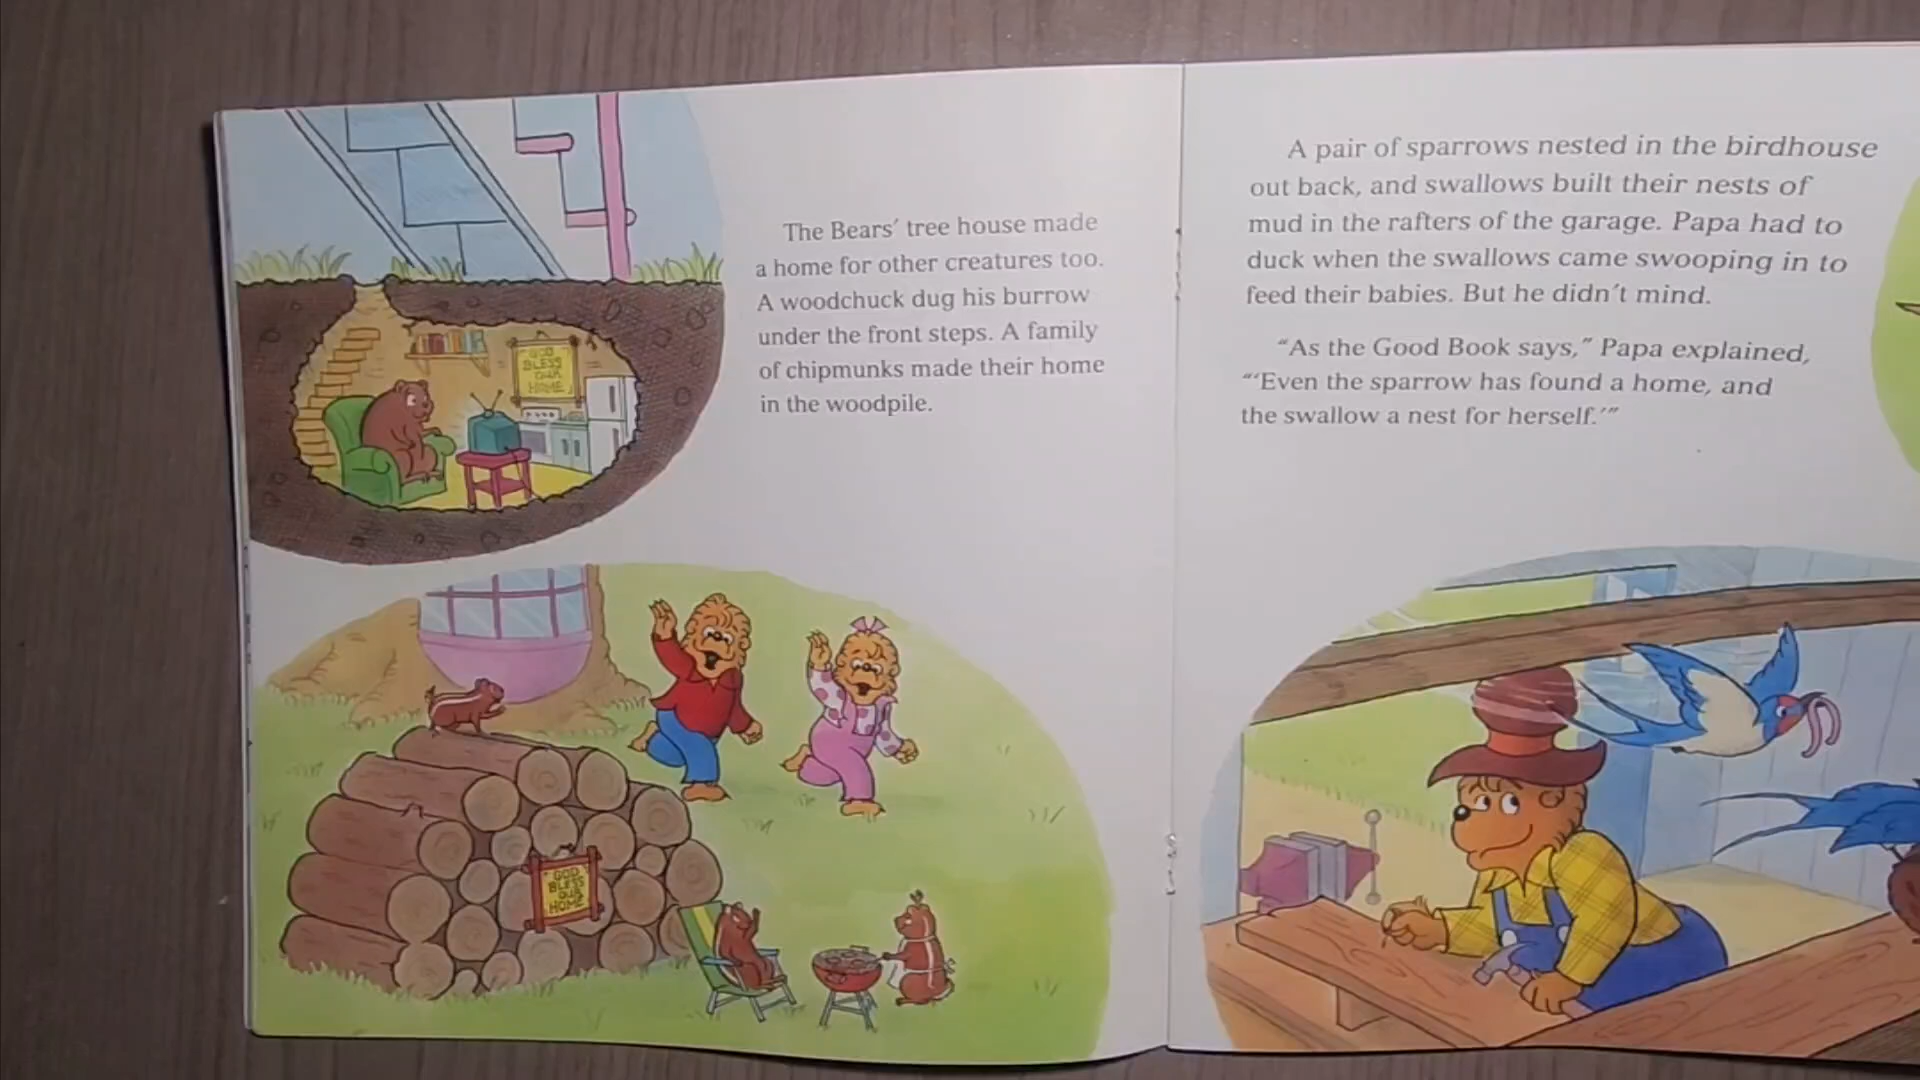 The Bears' tree house made
a home for other creatures too.
A woodchuck dug his burrow
under the front steps. A family
of chipmunks made their home
in the woodpile.
GOD
BLESS
OUR
HOME
GOD
BLESS
OUR
HOME
A pair of sparrows nested in the birdhouse
out back, and swallows built their nests of
mud in the rafters of the garage. Papa had to
duck when the swallows came swooping in to
feed their babies. But he didn't mind.
"As the Good Book says," Papa explained,
"'Even the sparrow has found a home, and
the swallow a nest for herself.'"